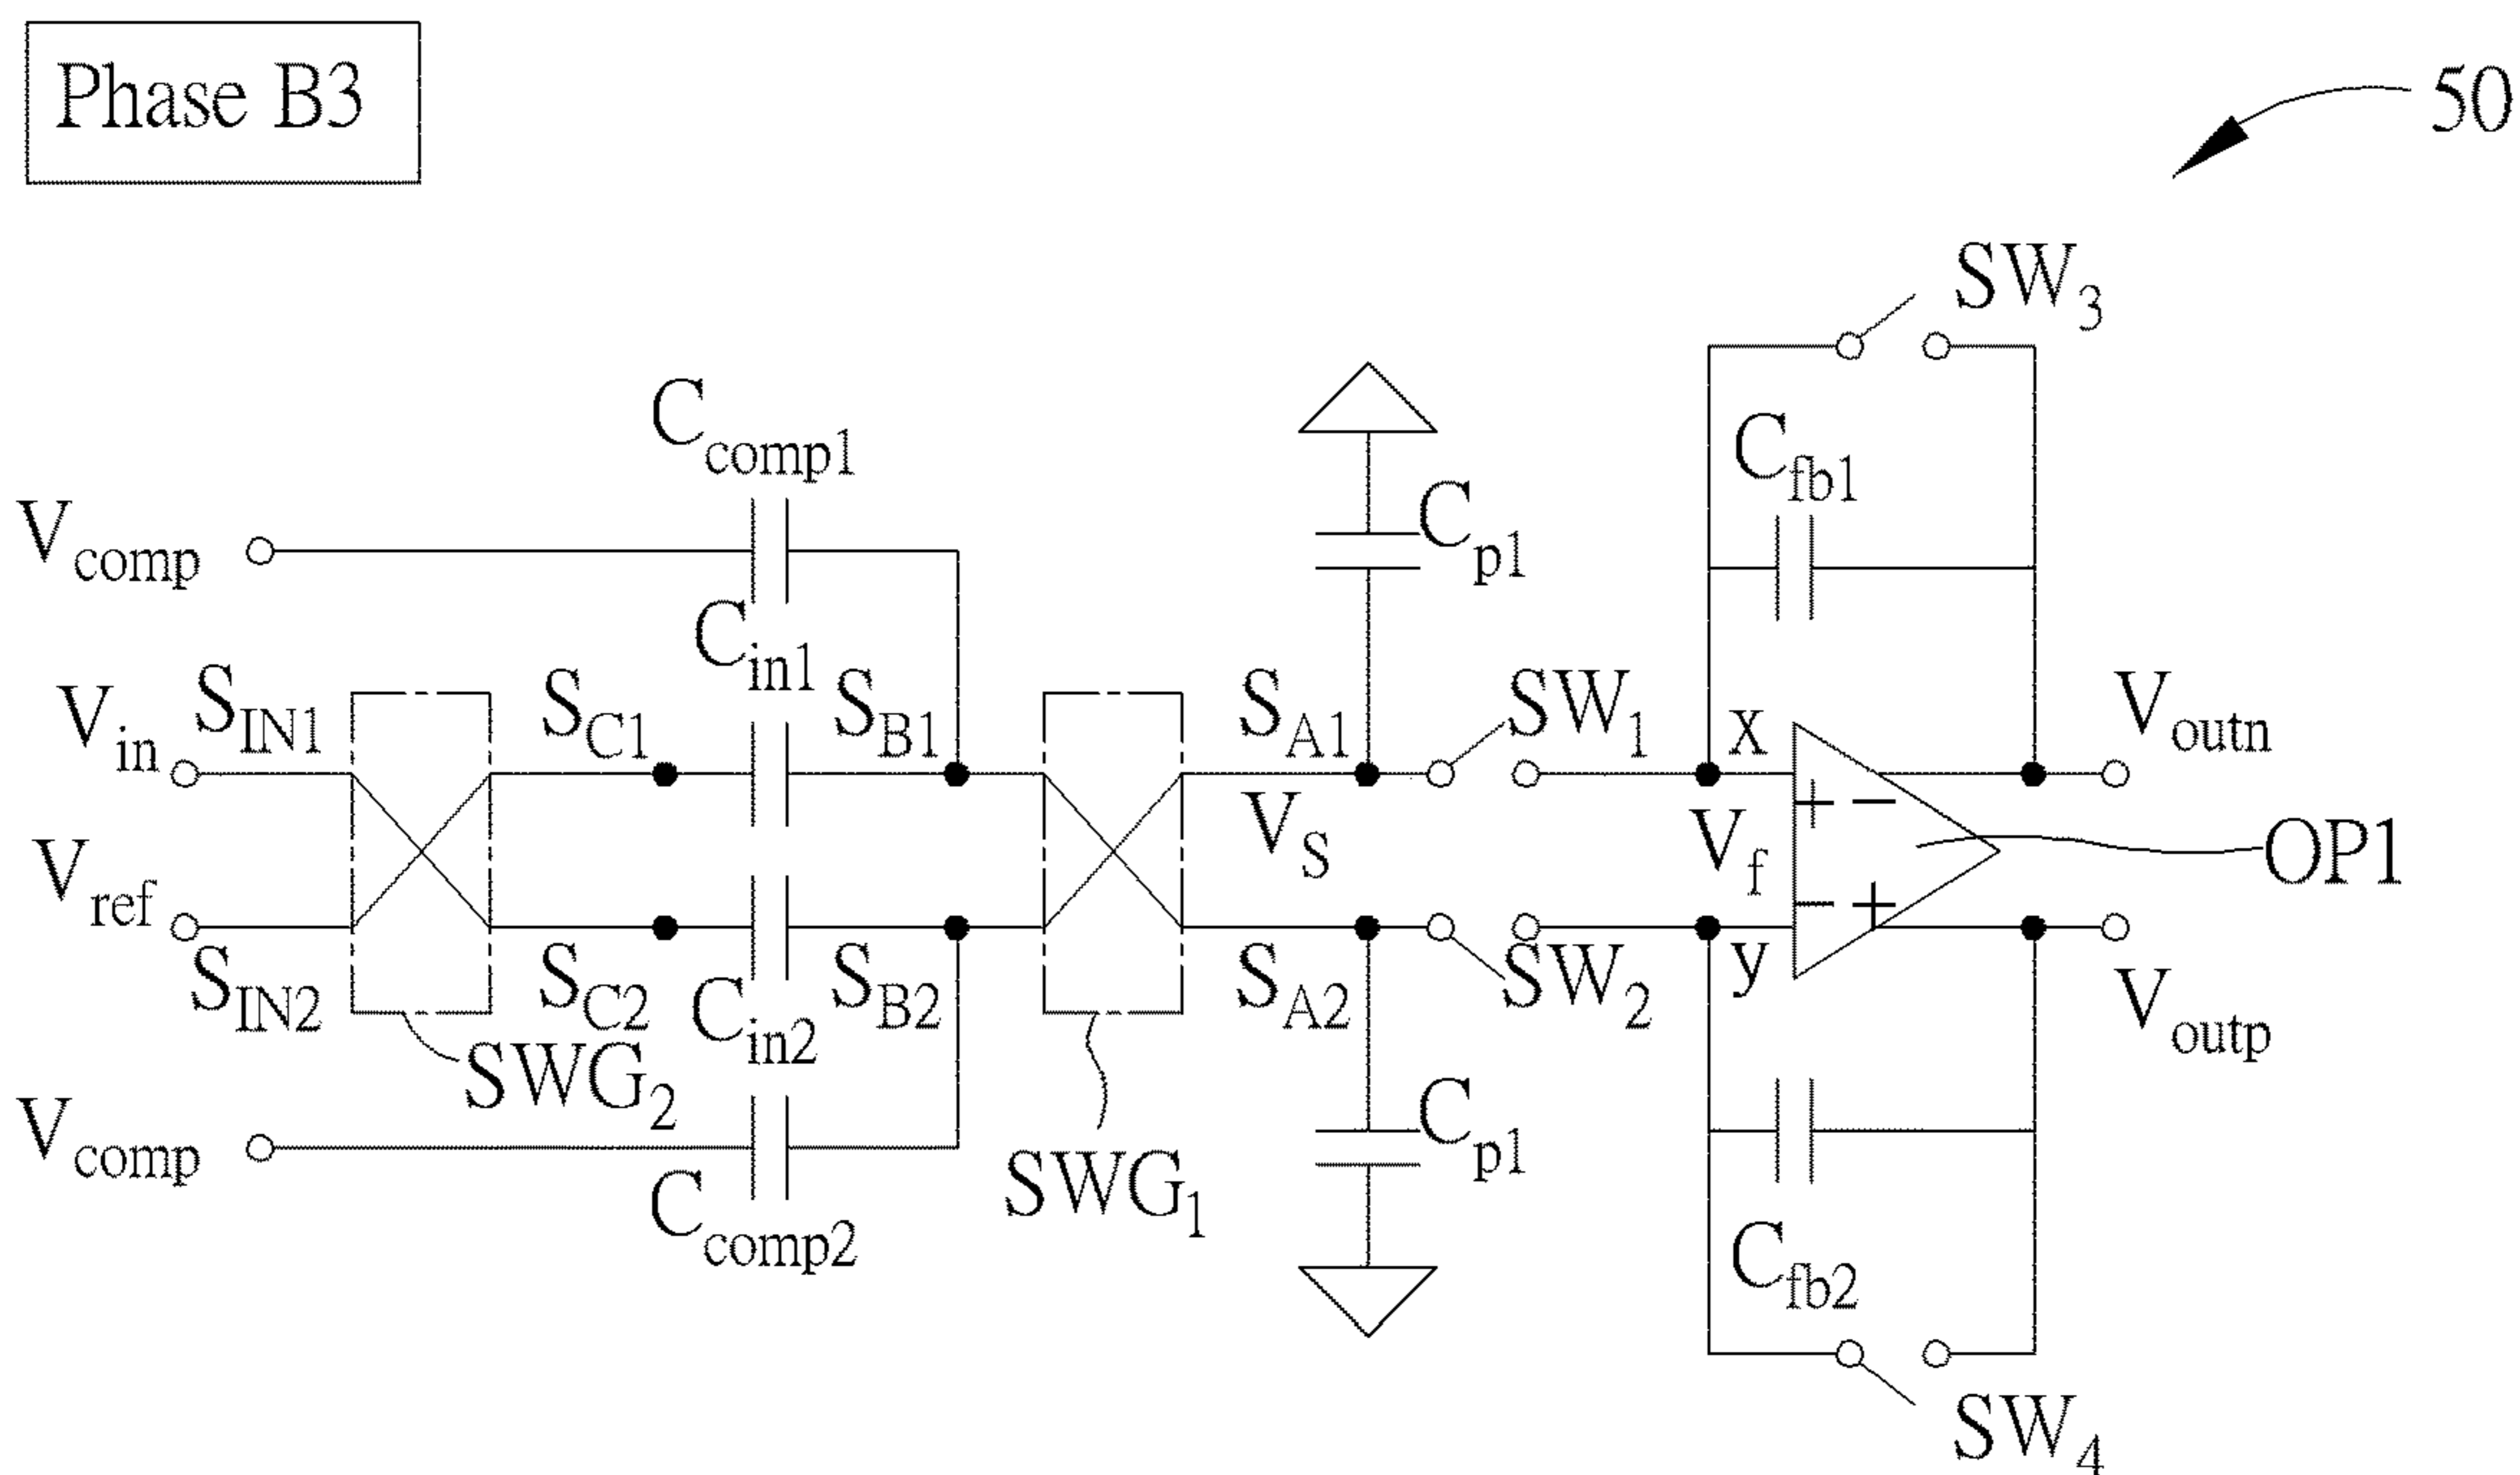 Phase B3
50
SW3
Ccomp1
Cfb1
Cp1
Vcomp
Cin1
Vin
SIN1
SC1
SB1
SA1
SW1
x
+ −
Voutn
VS
Vf
OP1
Vref
SIN2
SC2
Cin2
SB2
SA2
SW2
y
− +
Voutp
SWG2
Vcomp
Ccomp2
SWG1
Cp1
Cfb2
SW4